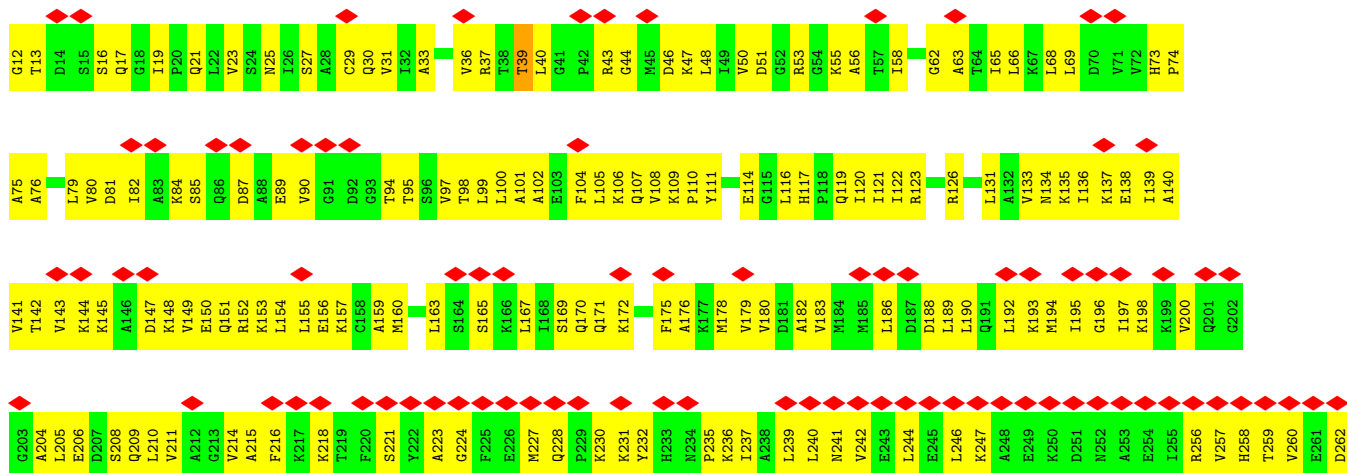 G12 T13 D14 S15 S16 Q17 G18 I19 P20 Q21 L22 V23 S24 N25 I26 S27 A28 C29 Q30 V31 I32 A33 V36 R37 T38 T39 L40 G41 P42 R43 G44 M45 D46 K47 L48 I49 V50 D51 G52 R53 G54 K55 A56 T57 I58 G62 A63 T64 I65 L66 K67 L68 L69 D70 V71 V72 H73 P74
A75 A76 L79 V80 D81 I82 A83 K84 S85 Q86 D87 A88 E89 V90 G91 D92 G93 T94 T95 S96 V97 T98 L99 L100 A101 A102 E103 F104 L105 K106 Q107 V108 K109 P110 Y111 E114 G115 L116 H117 P118 Q119 I120 I121 I122 R123 R126 L131 A132 V133 N134 K135 I136 K137 E138 I139 A140
V141 T142 V143 K144 K145 A146 D147 K148 V149 E150 Q151 R152 K153 L154 L155 E156 K157 C158 A159 M160 L163 S164 S165 K166 L167 I168 S169 Q170 Q171 K172 F175 A176 K177 M178 V179 V180 D181 A182 V183 M184 M185 L186 D187 D188 L189 L190 Q191 L192 K193 M194 I195 G196 I197 K198 K199 V200 Q201 G202
G203 A204 L205 E206 D207 S208 Q209 L210 V211 A212 G213 V214 A215 F216 K217 K218 T219 F220 S221 Y222 A223 G224 F225 E226 M227 Q228 P229 K230 K231 Y232 H233 N234 P235 K236 I237 A238 L239 L240 N241 V242 E243 L244 E245 L246 K247 A248 E249 K250 D251 N252 A253 E254 I255 R256 V257 H258 T259 V260 E261 D262